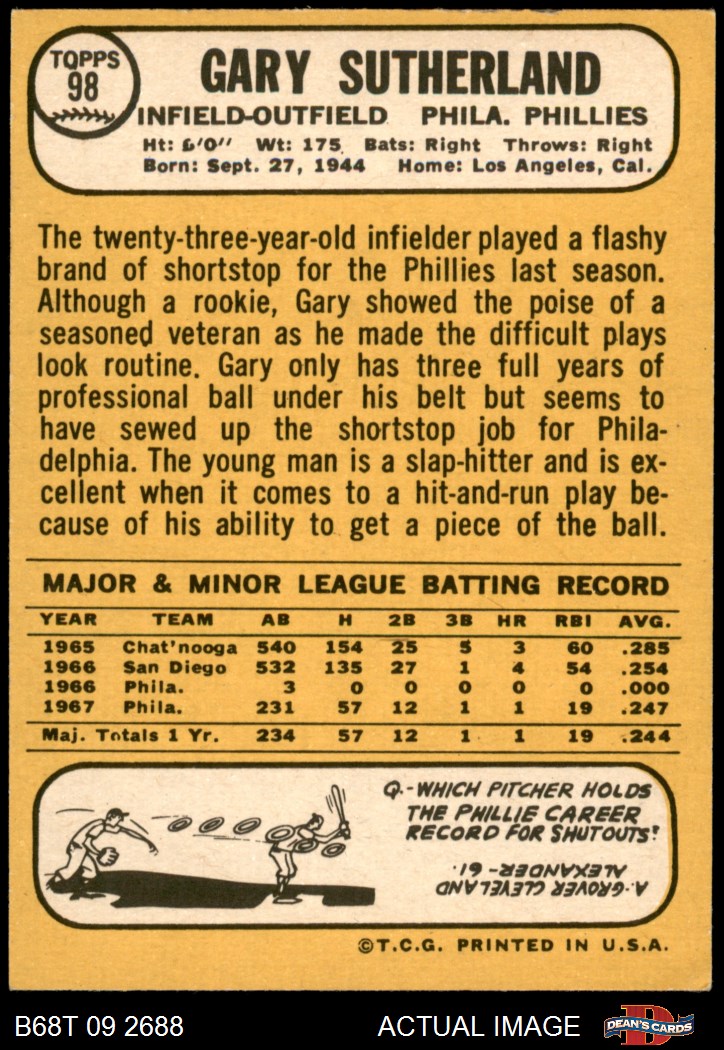 TOPPS
98
GARY SUTHERLAND
INFIELD-OUTFIELD PHILA. PHILLIES
Ht: 6'0" Wt: 175 Bats: Right Throws: Right
Born: Sept. 27, 1944 Home: Los Angeles, Cal.
The twenty-three-year-old infielder played a flashy
brand of shortstop for the Phillies last season.
Although a rookie, Gary showed the poise of a
seasoned veteran as he made the difficult plays
look routine. Gary only has three full years of
professional ball under his belt but seems to
have sewed up the shortstop job for Phila-
delphia. The young man is a slap-hitter and is ex-
cellent when it comes to a hit-and-run play be-
cause of his ability to get a piece of the ball.
MAJOR & MINOR LEAGUE BATTING RECORD
YEAR TEAM AB H 2B 3B HR RBI AVG.
1965 Chat'nooga 540 154 25 5 3 60 .285
1966 San Diego 532 135 27 1 4 54 .254
1966 Phila. 3 0 0 0 0 0 .000
1967 Phila. 231 57 12 1 1 19 .247
Maj. Totals 1 Yr. 234 57 12 1 1 19 .244
Q.-WHICH PITCHER HOLDS
THE PHILLIE CAREER
RECORD FOR SHUTOUTS?
A.-GROVER CLEVELAND
ALEXANDER-61.
©T.C.G. PRINTED IN U.S.A.
B68T 09 2688 ACTUAL IMAGE
D
DEAN'S CARDS